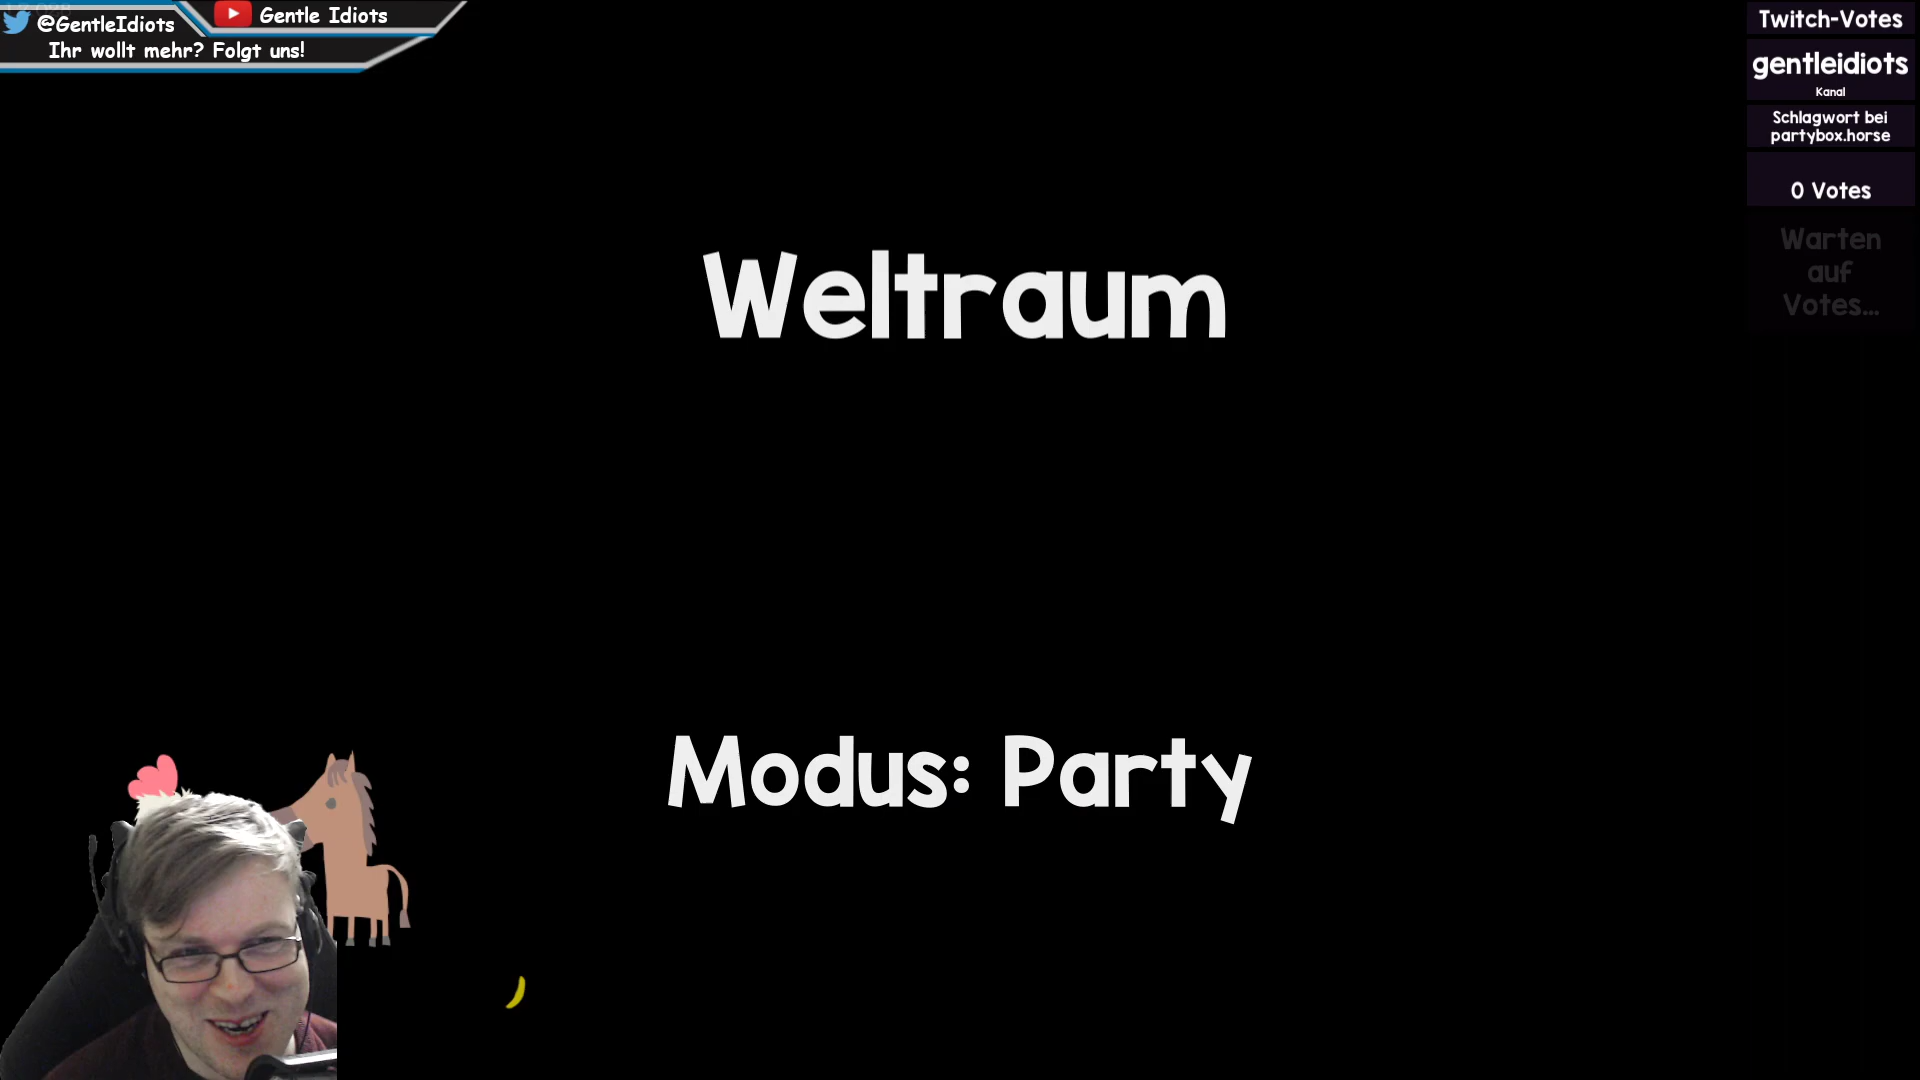 @GentleIdiots
Gentle Idiots
Ihr wollt mehr? Folgt uns!
Twitch-Votes
gentleidiots
Kanal
Schlagwort bei
partybox.horse
0 Votes
Warten
auf
Votes...
Weltraum
Modus: Party